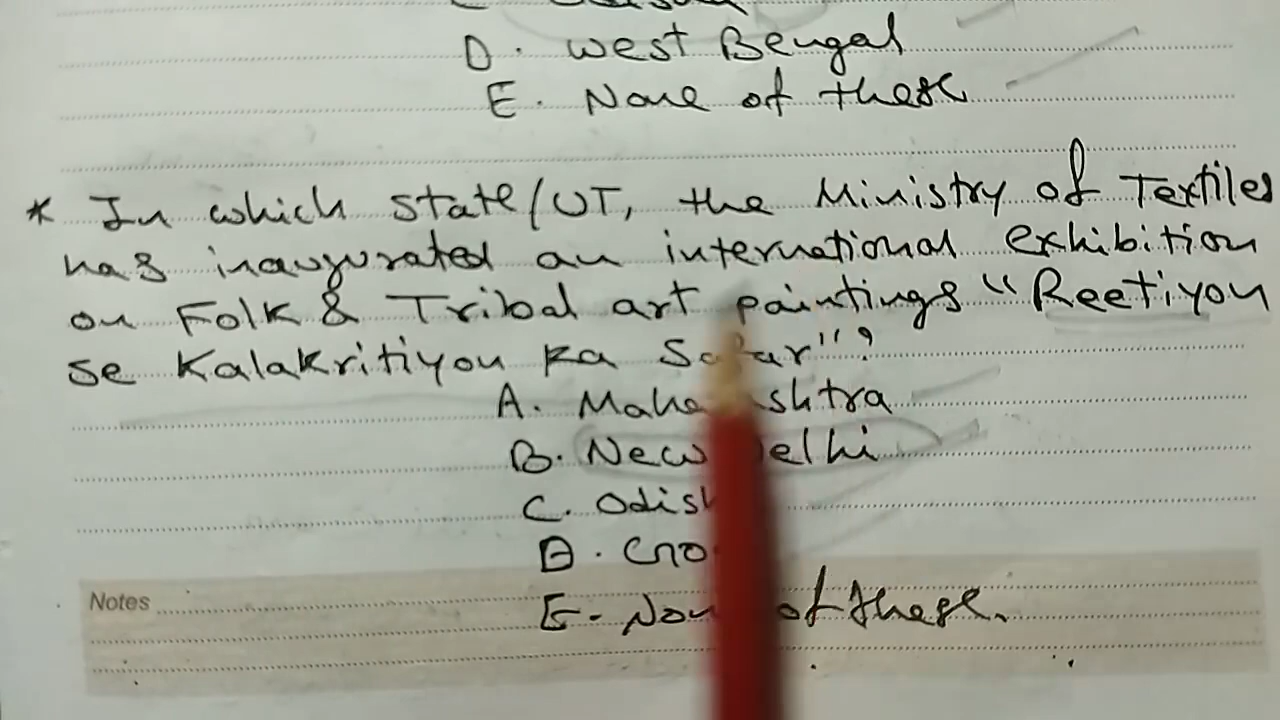 D. West Bengal
E. None of these
* In which state/UT, the Ministry of Textiles
has inaugurated an international exhibition
on Folk & Tribal art paintings "Reetiyon
se Kalakritiyon ka Safar"?
A. Maharashtra
B. New Delhi
C. Odish
D.
Notes
E - None of these.